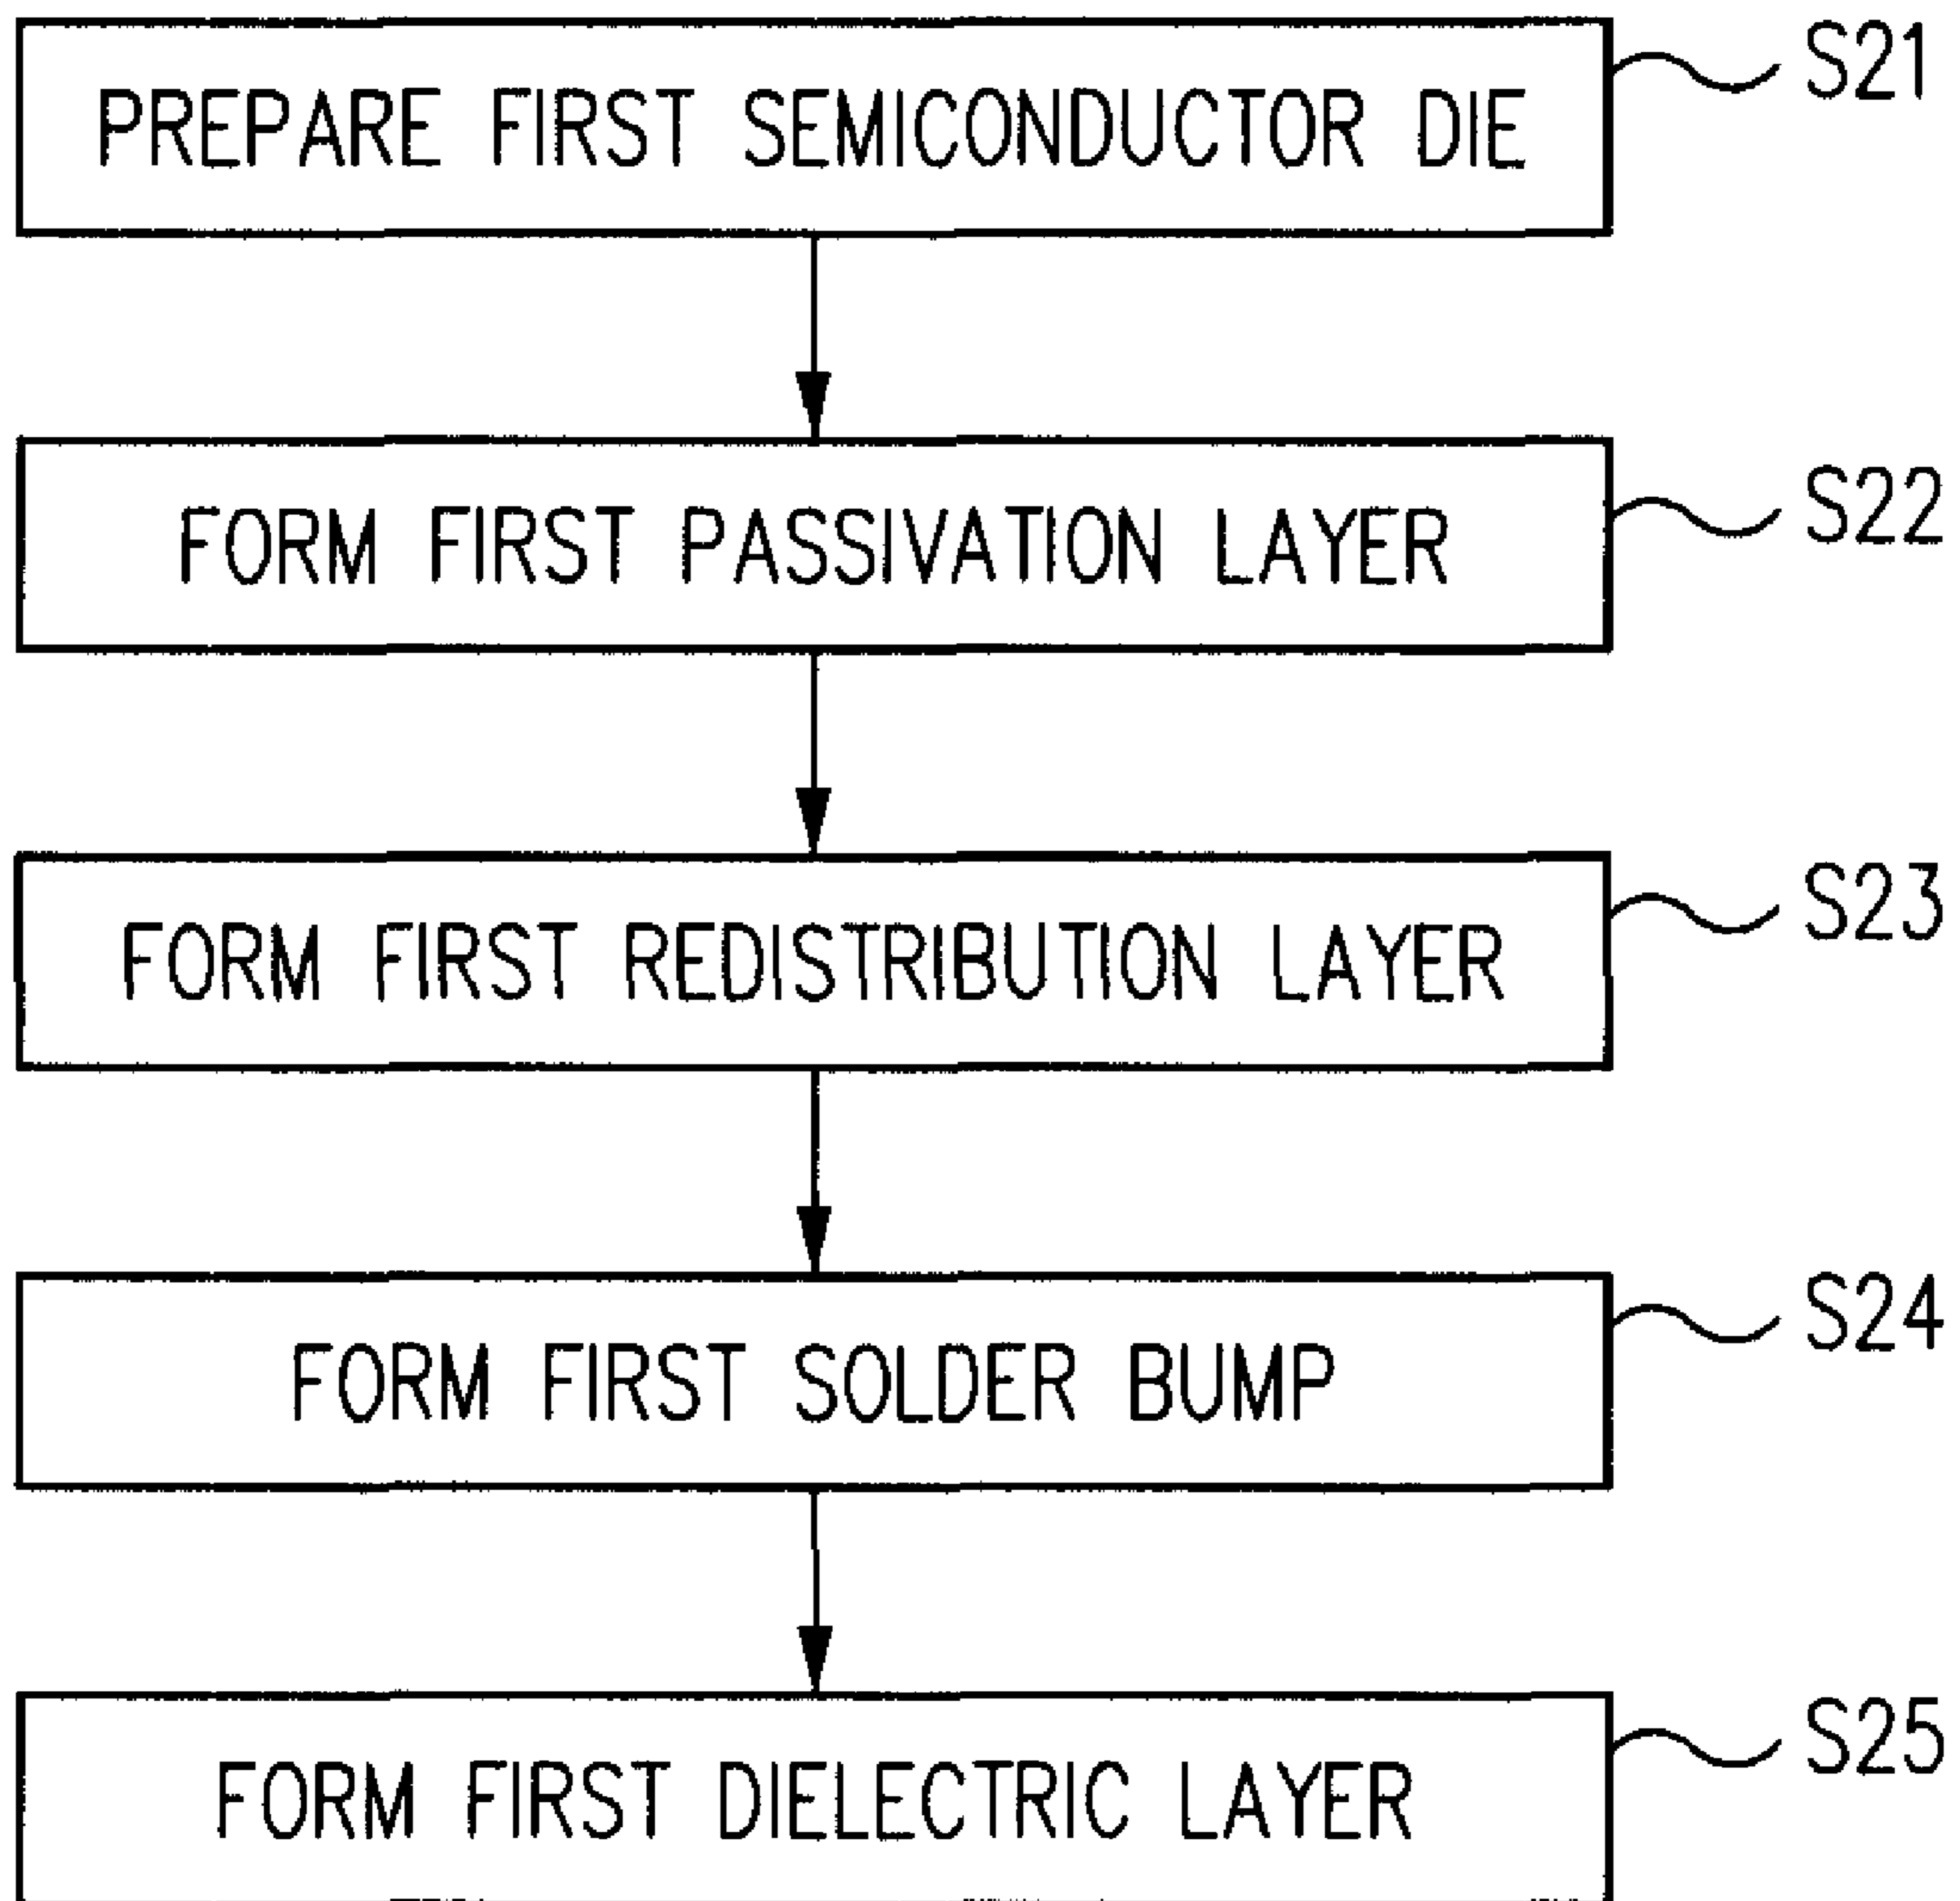 PREPARE FIRST SEMICONDUCTOR DIE S21
FORM FIRST PASSIVATION LAYER S22
FORM FIRST REDISTRIBUTION LAYER S23
FORM FIRST SOLDER BUMP S24
FORM FIRST DIELECTRIC LAYER S25